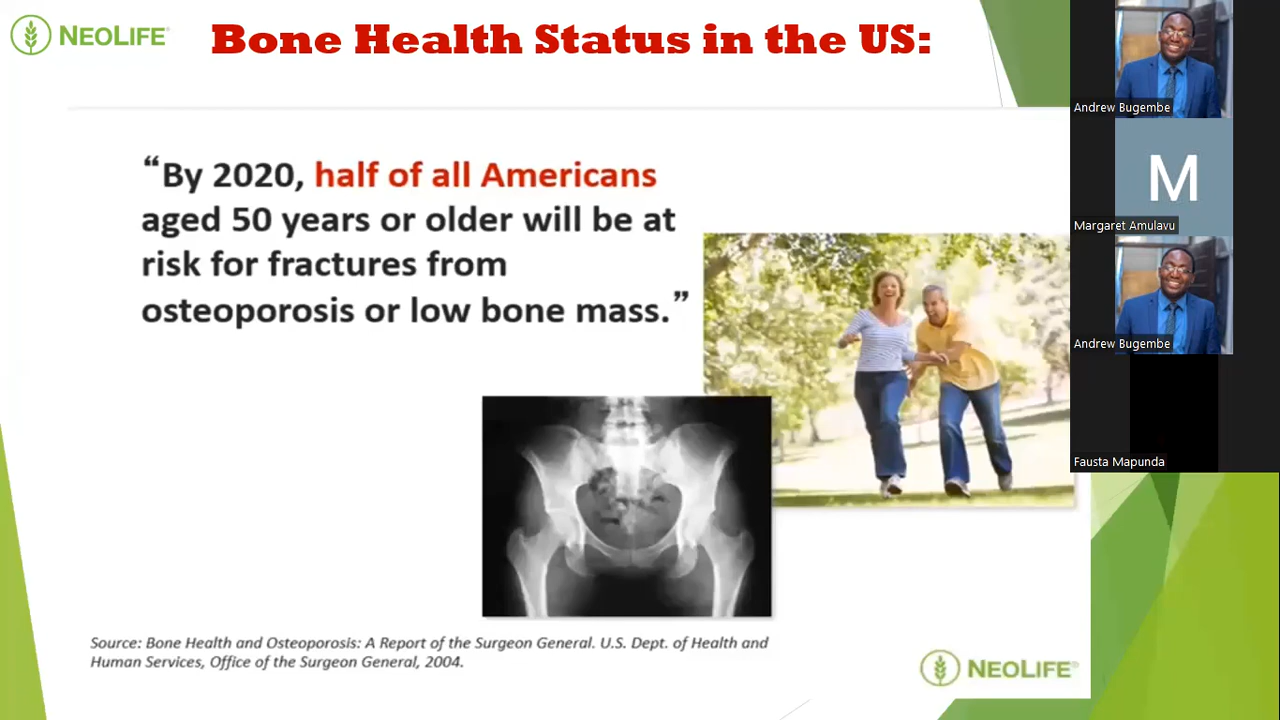 NEOLIFE
Bone Health Status in the US:
“By 2020, half of all Americans
aged 50 years or older will be at
risk for fractures from
osteoporosis or low bone mass.”
Source: Bone Health and Osteoporosis: A Report of the Surgeon General. U.S. Dept. of Health and
Human Services, Office of the Surgeon General, 2004.
NEOLIFE®
Andrew Bugembe
M
Margaret Amulavu
Andrew Bugembe
Fausta Mapunda